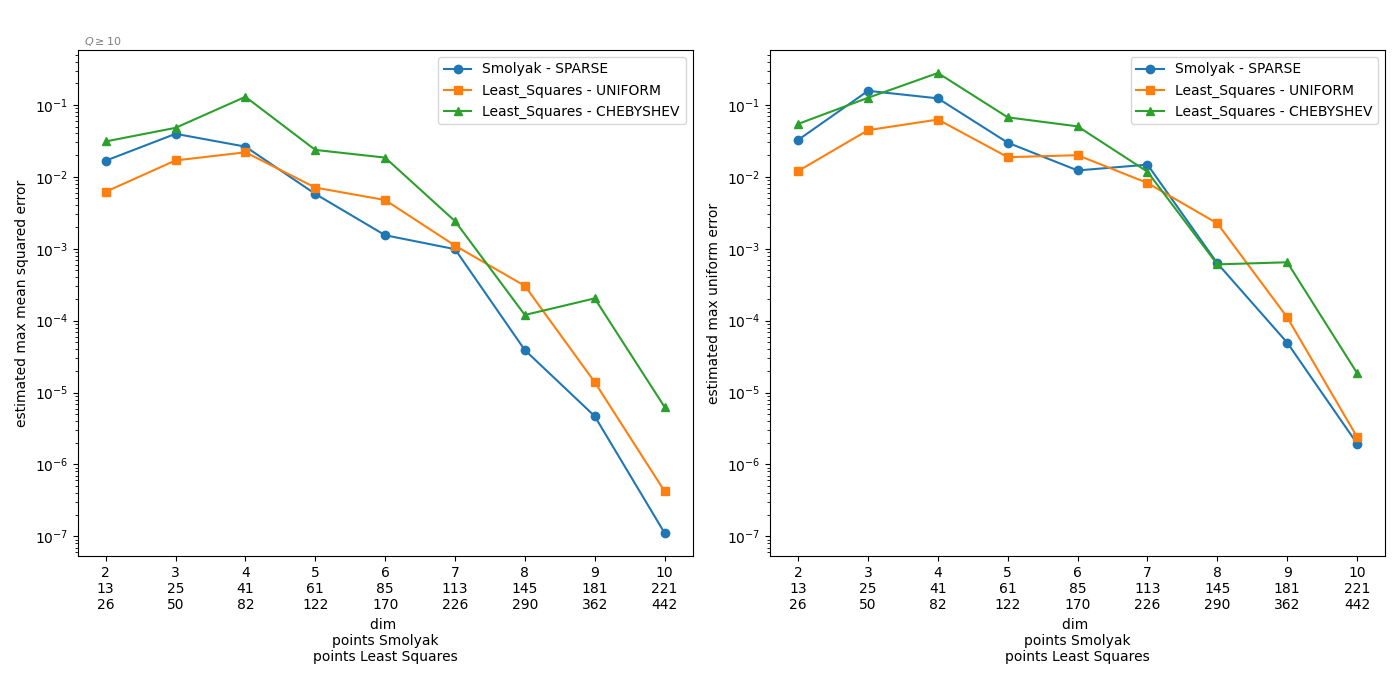 Q ≥ 10
estimated max mean squared error
10⁻¹
10⁻²
10⁻³
10⁻⁴
10⁻⁵
10⁻⁶
10⁻⁷
Smolyak - SPARSE
Least_Squares - UNIFORM
Least_Squares - CHEBYSHEV
2 3 4 5 6 7 8 9 10
13 25 41 61 85 113 145 181 221
26 50 82 122 170 226 290 362 442
dim
points Smolyak
points Least Squares
estimated max uniform error
10⁻¹
10⁻²
10⁻³
10⁻⁴
10⁻⁵
10⁻⁶
10⁻⁷
Smolyak - SPARSE
Least_Squares - UNIFORM
Least_Squares - CHEBYSHEV
2 3 4 5 6 7 8 9 10
13 25 41 61 85 113 145 181 221
26 50 82 122 170 226 290 362 442
dim
points Smolyak
points Least Squares